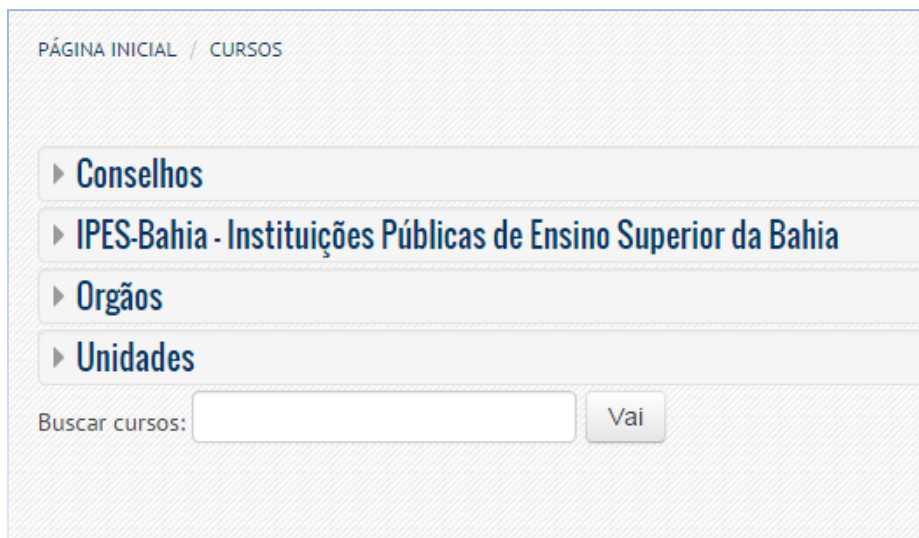 PÁGINA INICIAL / CURSOS
Conselhos
IPES-Bahia - Instituições Públicas de Ensino Superior da Bahia
Orgãos
Unidades
Buscar cursos: Vai